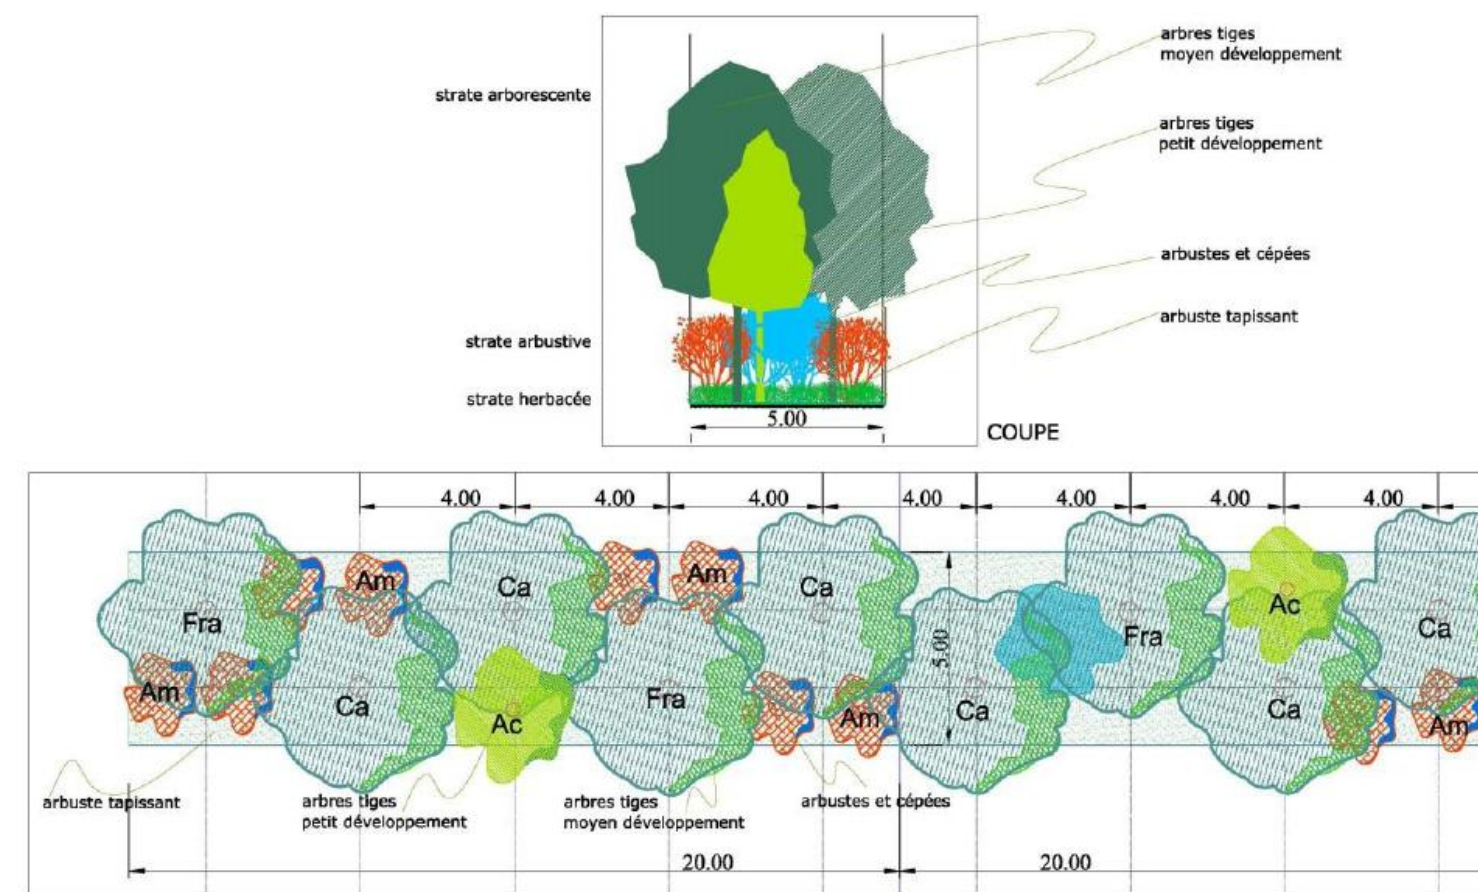 arbres tiges
moyen développement
strate arborescente
arbres tiges
petit développement
arbustes et cépées
arbuste tapissant
strate arbustive
strate herbacée
5.00
COUPE
4.00 4.00 4.00 4.00 4.00 4.00 4.00
Am Ca Am Ca Ac
Fra 5.00 Fra Ca
Am Ca Ac Fra Am Ca Ca Am
arbuste tapissant
arbres tiges
petit développement
arbres tiges
moyen développement
arbustes et cépées
20.00 20.00